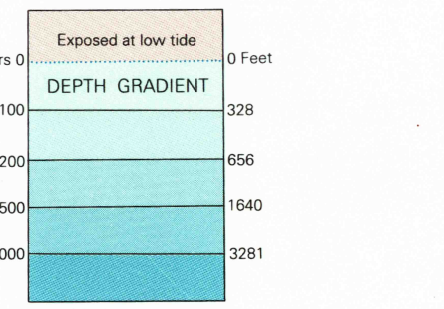 Exposed at low tide
rs 0 0 Feet
DEPTH GRADIENT
100 328
200 656
500 1640
000 3281